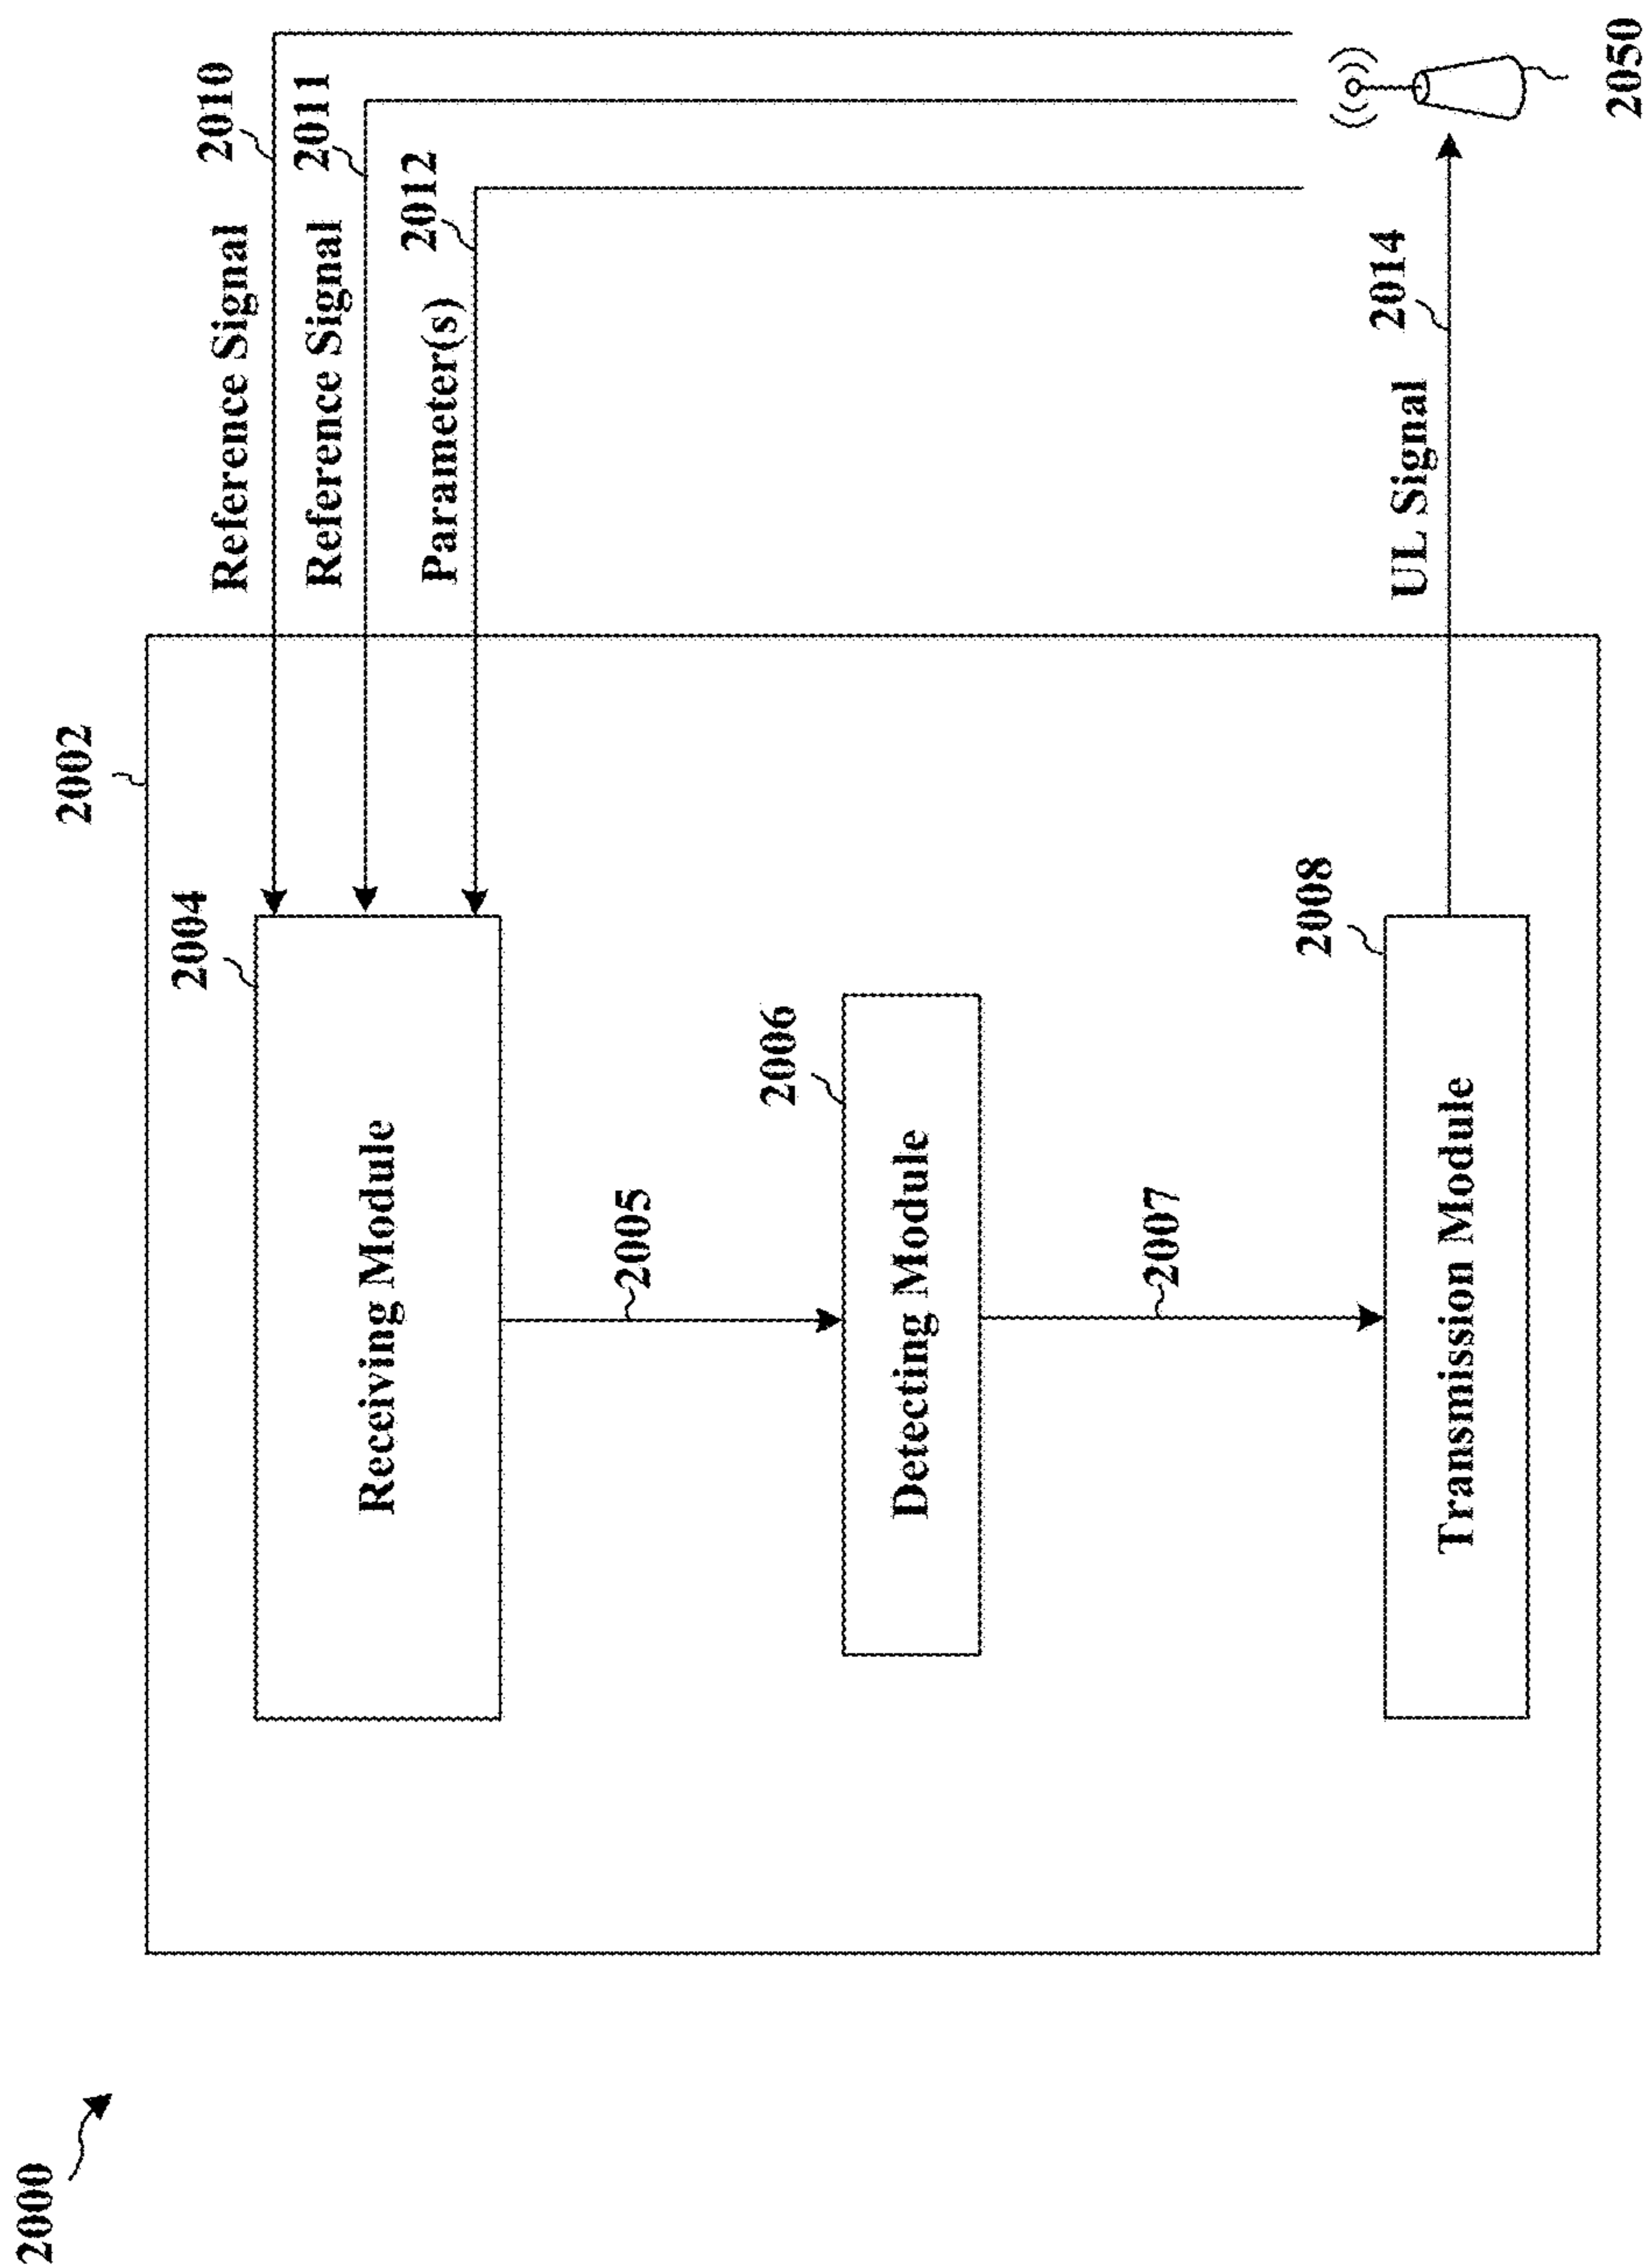 2000
2002
2004
Receiving Module
Reference Signal
2010
Reference Signal
2011
Parameter(s)
2012
2005
2006
Detecting Module
2007
2008
Transmission Module
UL Signal
2014
2050